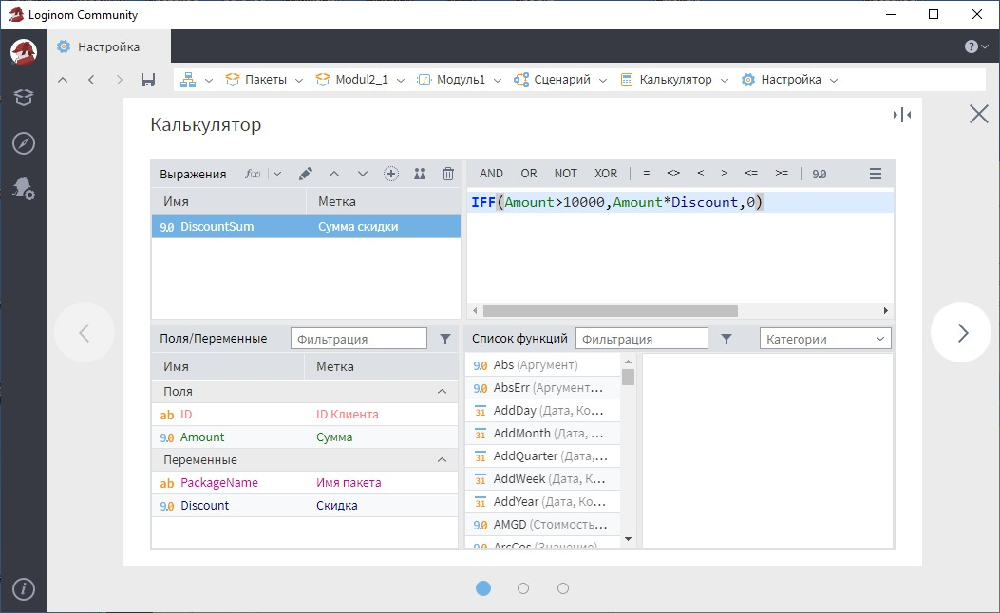 Loginom Community
Настройка
Пакеты Modul2_1 Модуль1 Сценарий Калькулятор Настройка
Калькулятор
Выражения f(x) AND OR NOT XOR = <> < > <= >= 9.0
Имя Метка
IFF(Amount>10000,Amount*Discount,0)
9.0 DiscountSum Сумма скидки
Поля/Переменные Фильтрация
Список функций Фильтрация Категории
Имя Метка
Поля
ab ID ID Клиента
9.0 Amount Сумма
Переменные
ab PackageName Имя пакета
9.0 Discount Скидка
9.0 Abs (Аргумент)
9.0 AbsErr (Аргумент...
31 AddDay (Дата, Ко...
31 AddMonth (Дата, ...
31 AddQuarter (Дата,...
31 AddWeek (Дата, К...
31 AddYear (Дата, Ко...
9.0 AMGD (Стоимость...
9.0 ArcCos (Значение)